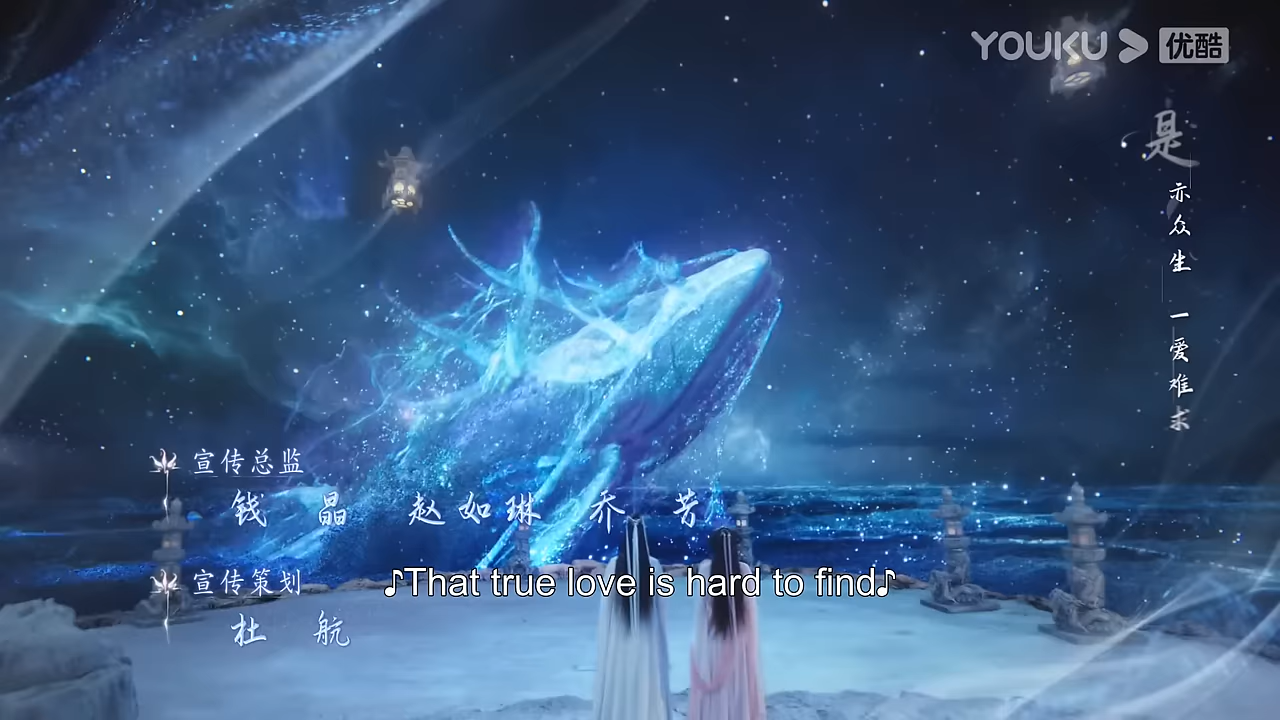 YOUKU 优酷
是
亦众生 一爱难求
宣传总监
钱 晶 赵如琳 乔 芳
♪That true love is hard to find♪
宣传策划
杜 航